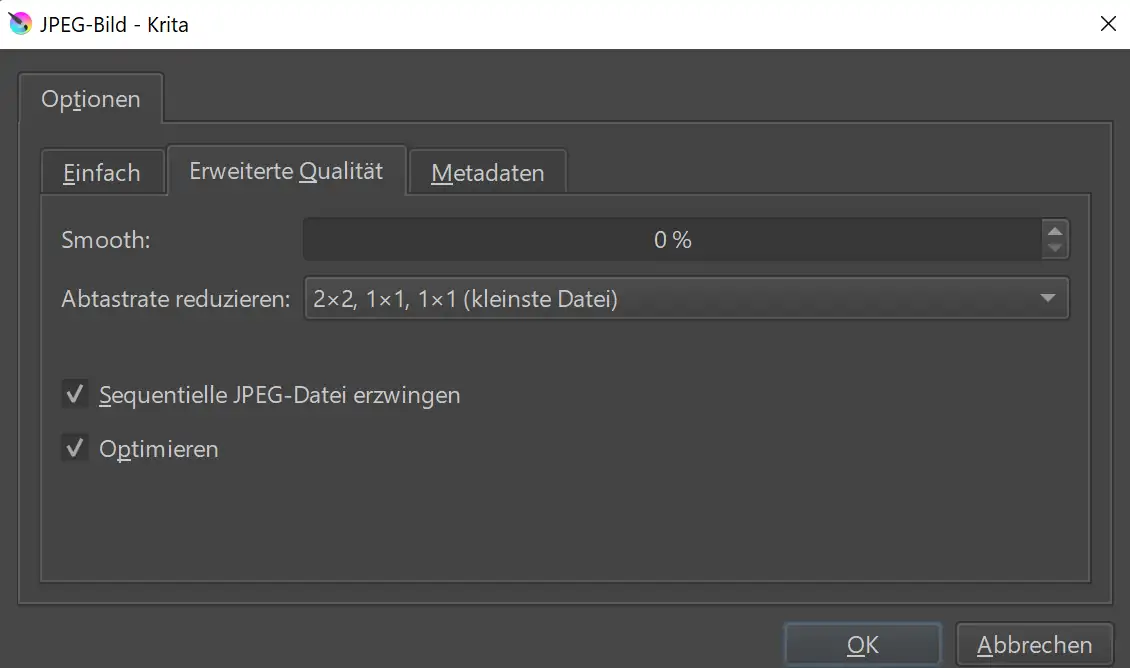 JPEG-Bild - Krita
Optionen
Einfach Erweiterte Qualität Metadaten
Smooth: 0 %
Abtastrate reduzieren: 2×2, 1×1, 1×1 (kleinste Datei)
Sequentielle JPEG-Datei erzwingen
Optimieren
OK Abbrechen